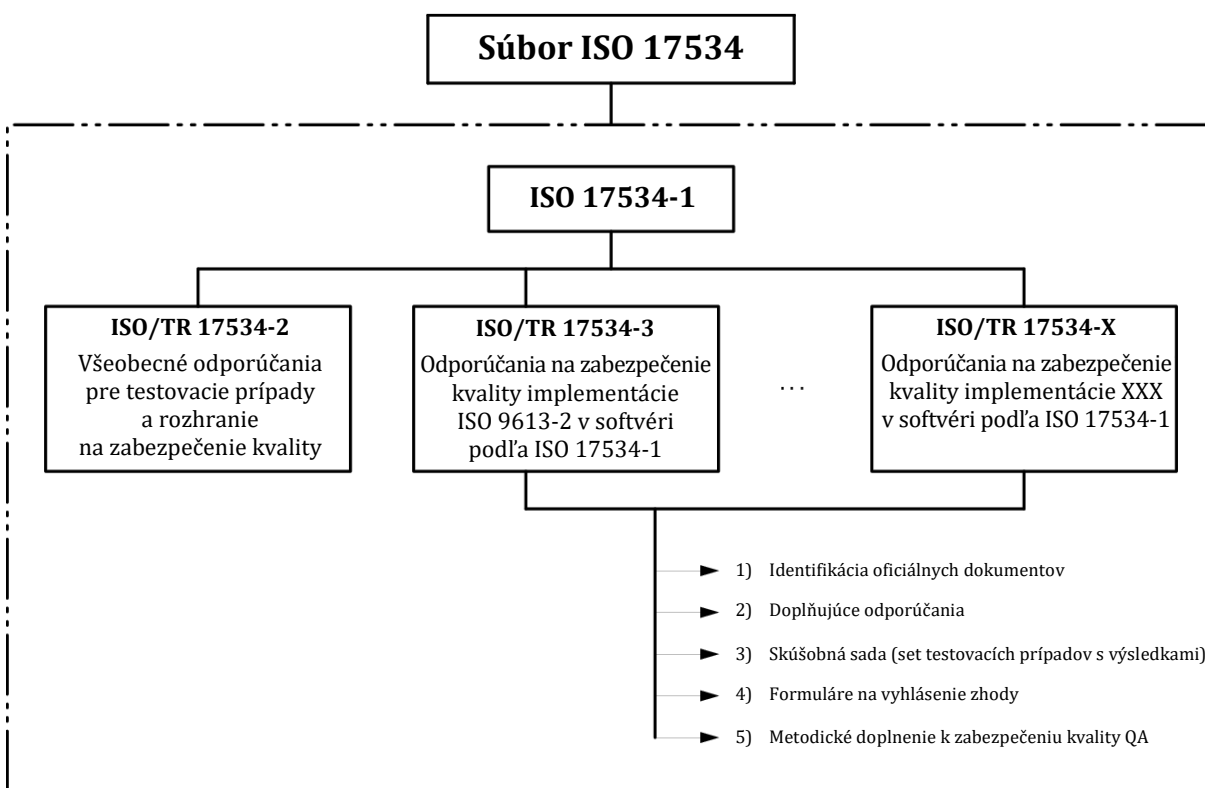 Súbor ISO 17534
ISO 17534-1
ISO/TR 17534-2
Všeobecné odporúčania
pre testovacie prípady
a rozhranie
na zabezpečenie kvality
ISO/TR 17534-3
Odporúčania na zabezpečenie
kvality implementácie
ISO 9613-2 v softvéri
podľa ISO 17534-1
...
ISO/TR 17534-X
Odporúčania na zabezpečenie
kvality implementácie XXX
v softvéri podľa ISO 17534-1
1) Identifikácia oficiálnych dokumentov
2) Doplňujúce odporúčania
3) Skúšobná sada (set testovacích prípadov s výsledkami)
4) Formuláre na vyhlásenie zhody
5) Metodické doplnenie k zabezpečeniu kvality QA